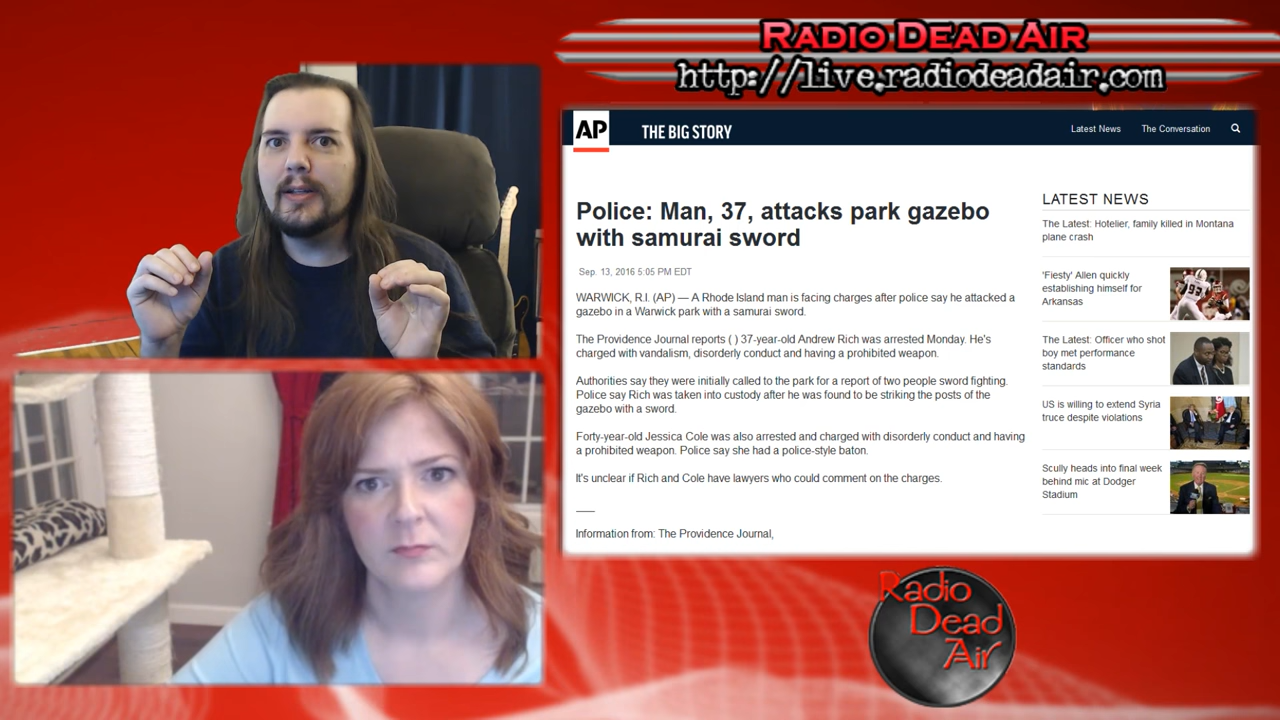 RADIO DEAD AIR
http://live.radiodeadair.com
AP
THE BIG STORY
Latest News
The Conversation
Police: Man, 37, attacks park gazebo
with samurai sword
Sep. 13, 2016 5:05 PM EDT
WARWICK, R.I. (AP) — A Rhode Island man is facing charges after police say he attacked a
gazebo in a Warwick park with a samurai sword.
The Providence Journal reports ( ) 37-year-old Andrew Rich was arrested Monday. He's
charged with vandalism, disorderly conduct and having a prohibited weapon.
Authorities say they were initially called to the park for a report of two people sword fighting.
Police say Rich was taken into custody after he was found to be striking the posts of the
gazebo with a sword.
Forty-year-old Jessica Cole was also arrested and charged with disorderly conduct and having
a prohibited weapon. Police say she had a police-style baton.
It's unclear if Rich and Cole have lawyers who could comment on the charges.
___
Information from: The Providence Journal,
LATEST NEWS
The Latest: Hotelier, family killed in Montana
plane crash
'Fiesty' Allen quickly
establishing himself for
Arkansas
The Latest: Officer who shot
boy met performance
standards
US is willing to extend Syria
truce despite violations
Scully heads into final week
behind mic at Dodger
Stadium
Radio
Dead
Air